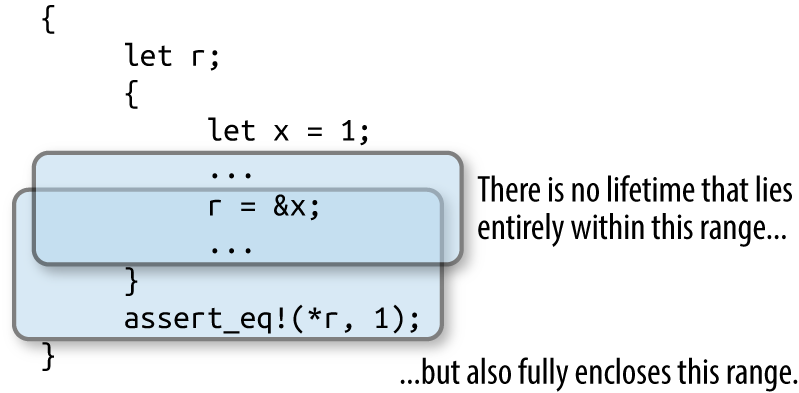 {
let r;
{
let x = 1;
...
r = &x;
...
}
assert_eq!(*r, 1);
}
There is no lifetime that lies
entirely within this range...
...but also fully encloses this range.